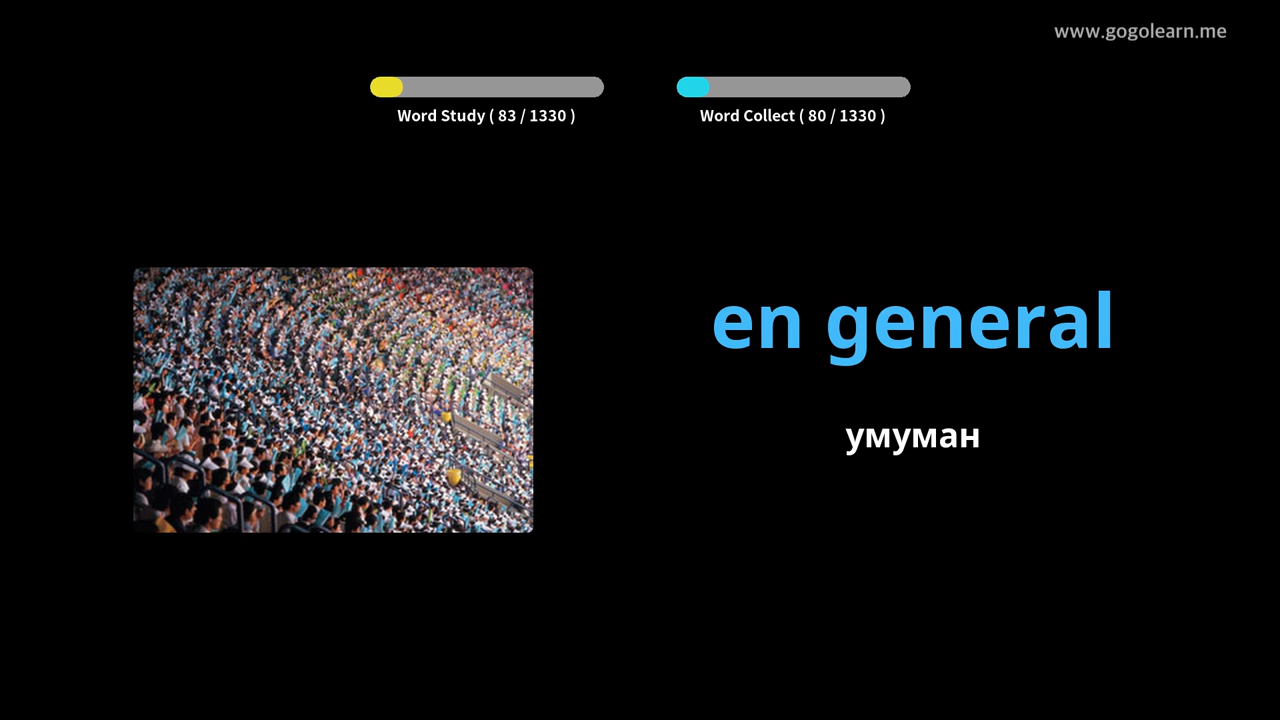 www.gogolearn.me
Word Study ( 83 / 1330 )
Word Collect ( 80 / 1330 )
en general
умуман